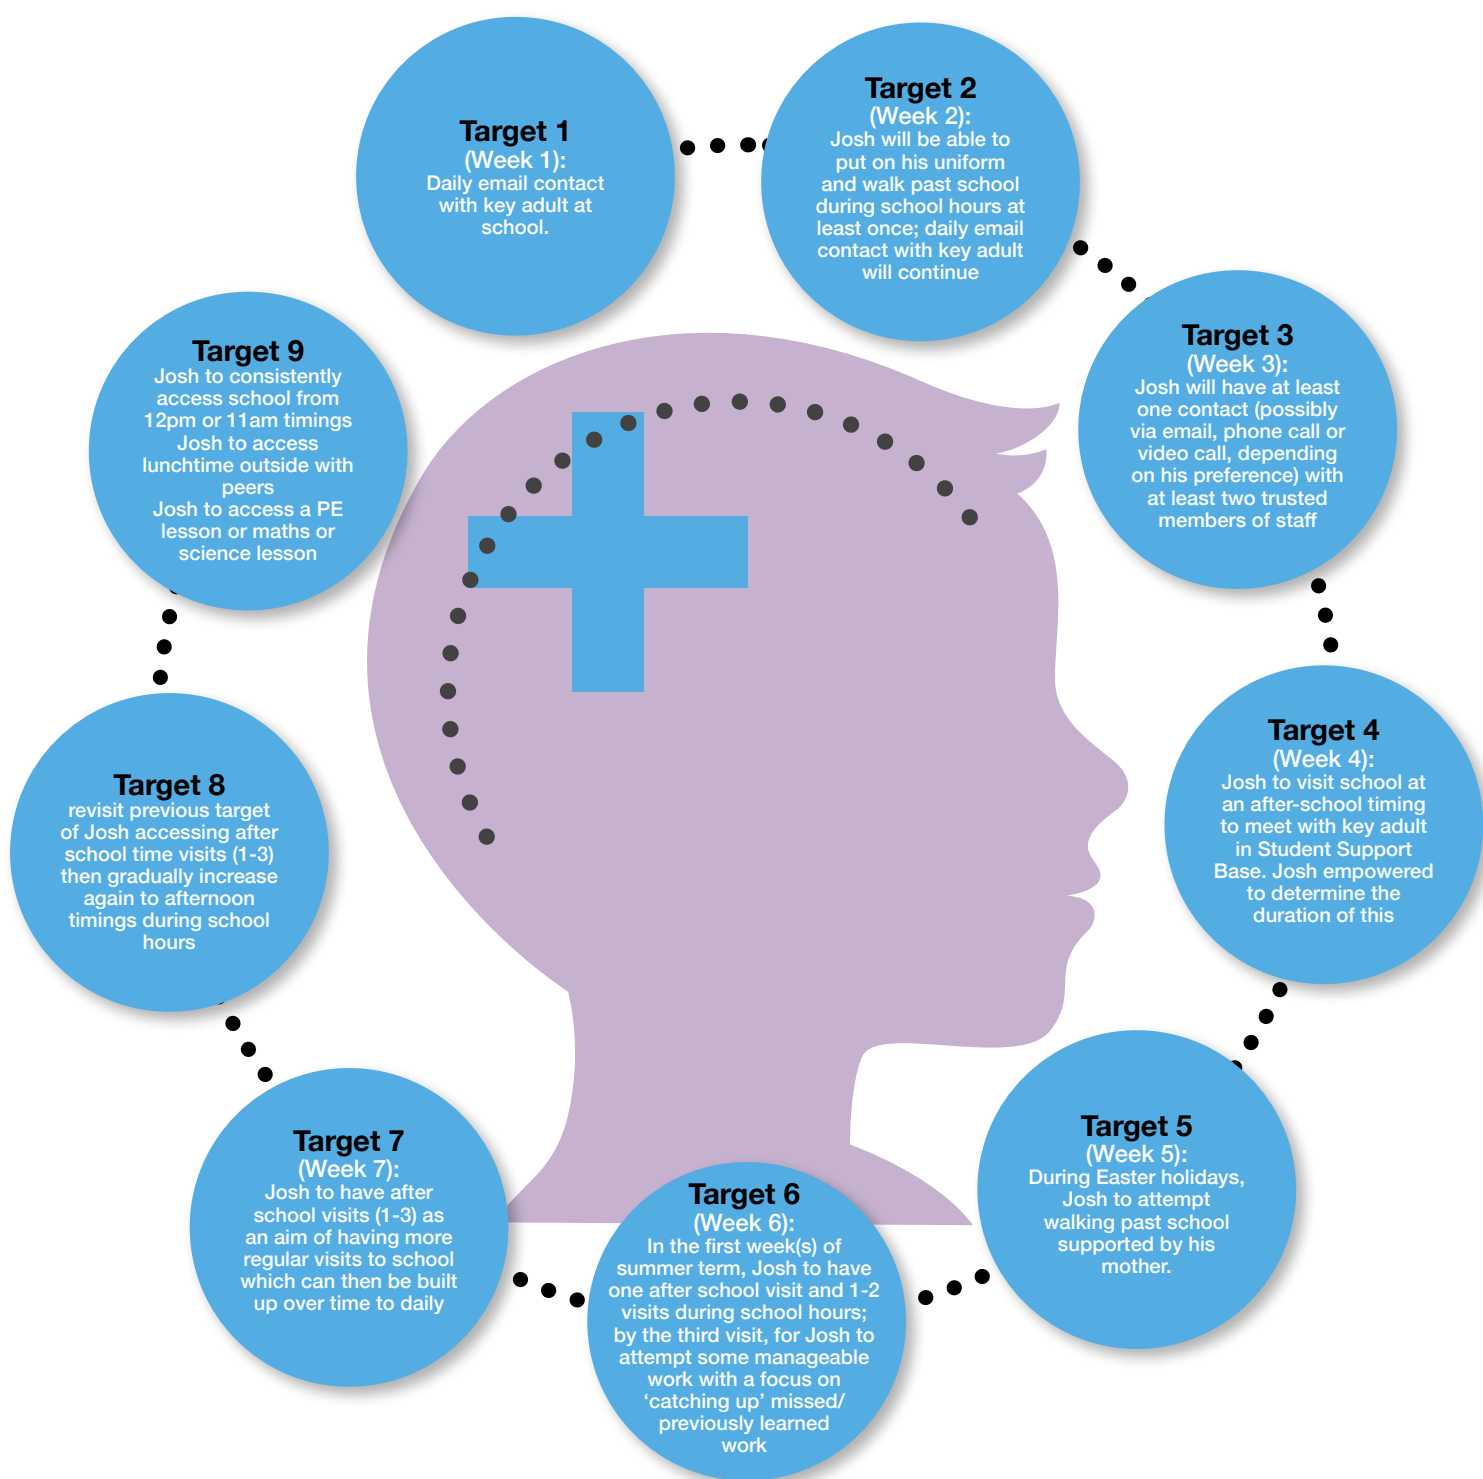 Target 1
(Week 1):
Daily email contact
with key adult at
school.
Target 2
(Week 2):
Josh will be able to
put on his uniform
and walk past school
during school hours at
least once; daily email
contact with key adult
will continue
Target 3
(Week 3):
Josh will have at least
one contact (possibly
via email, phone call or
video call, depending
on his preference) with
at least two trusted
members of staff
Target 4
(Week 4):
Josh to visit school at
an after-school timing
to meet with key adult
in Student Support
Base. Josh empowered
to determine the
duration of this
Target 5
(Week 5):
During Easter holidays,
Josh to attempt
walking past school
supported by his
mother.
Target 6
(Week 6):
In the first week(s) of
summer term, Josh to have
one after school visit and 1-2
visits during school hours;
by the third visit, for Josh to
attempt some manageable
work with a focus on
‘catching up’ missed/
previously learned
work
Target 7
(Week 7):
Josh to have after
school visits (1-3) as
an aim of having more
regular visits to school
which can then be built
up over time to daily
Target 8
revisit previous target
of Josh accessing after
school time visits (1-3)
then gradually increase
again to afternoon
timings during school
hours
Target 9
Josh to consistently
access school from
12pm or 11am timings
Josh to access
lunchtime outside with
peers
Josh to access a PE
lesson or maths or
science lesson